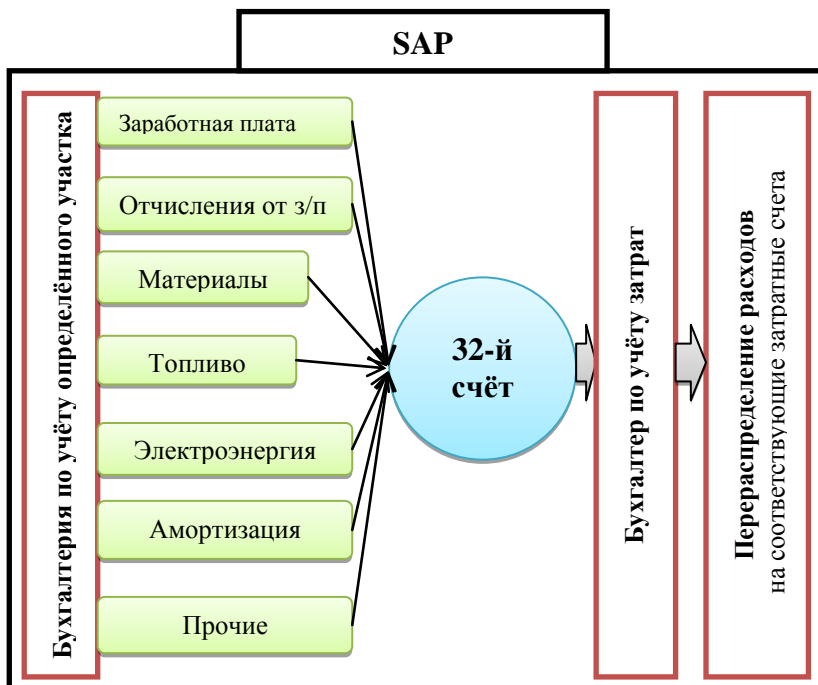 SAP
Бухгалтерия по учёту определённого участка
Заработная плата
Отчисления от з/п
Материалы
Топливо
Электроэнергия
Амортизация
Прочие
32-й
счёт
Бухгалтер по учёту затрат
Перераспределение расходов
на соответствующие затратные счета